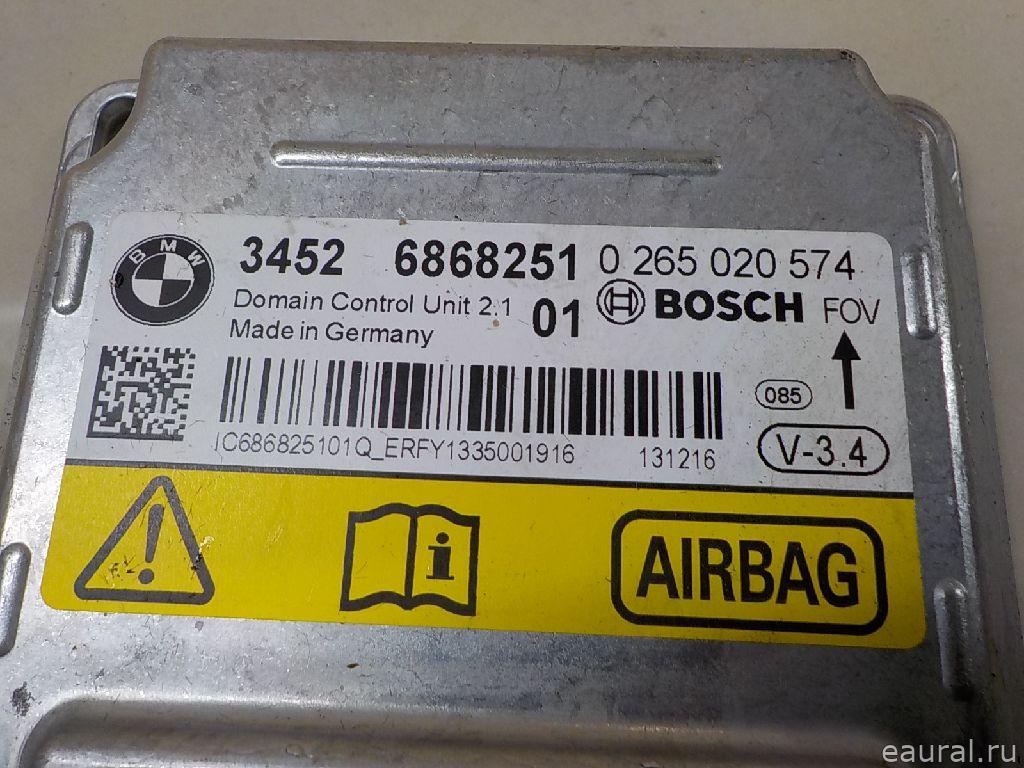 BMW
3452 6868251 0 265 020 574
Domain Control Unit 2.1 01 BOSCH FOV
Made in Germany
085
IC686825101Q_ERFY1335001916 131216 V-3.4
i AIRBAG
eaural.ru